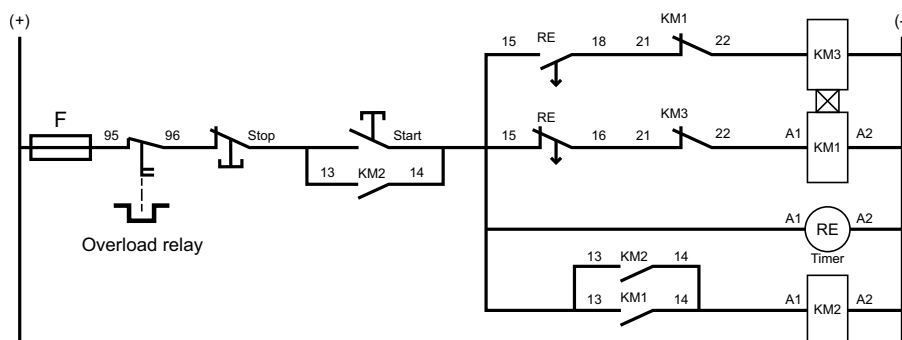 (+)
(-
KM1
RE
15
18
21
22
KM3
F
95
96
Stop
Start
15
RE
16
21
KM3
22
A1
KM1
A2
13
KM2
14
Overload relay
A1
RE
A2
Timer
13
KM2
14
13
KM1
14
A1
KM2
A2